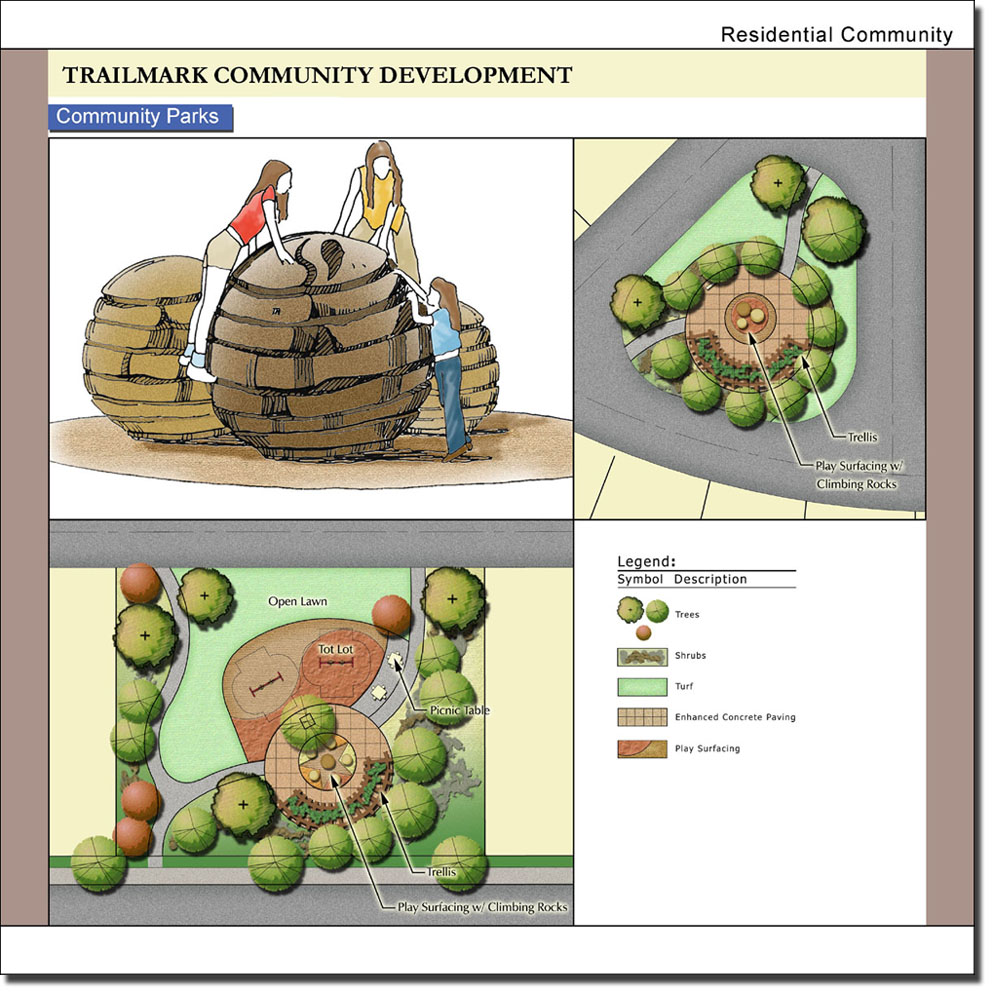 Residential Community
TRAILMARK COMMUNITY DEVELOPMENT
Community Parks
Trellis
Play Surfacing w/
Climbing Rocks
Open Lawn
Tot Lot
Picnic Table
Trellis
Play Surfacing w/ Climbing Rocks
Legend:
Symbol Description
Trees
Shrubs
Turf
Enhanced Concrete Paving
Play Surfacing